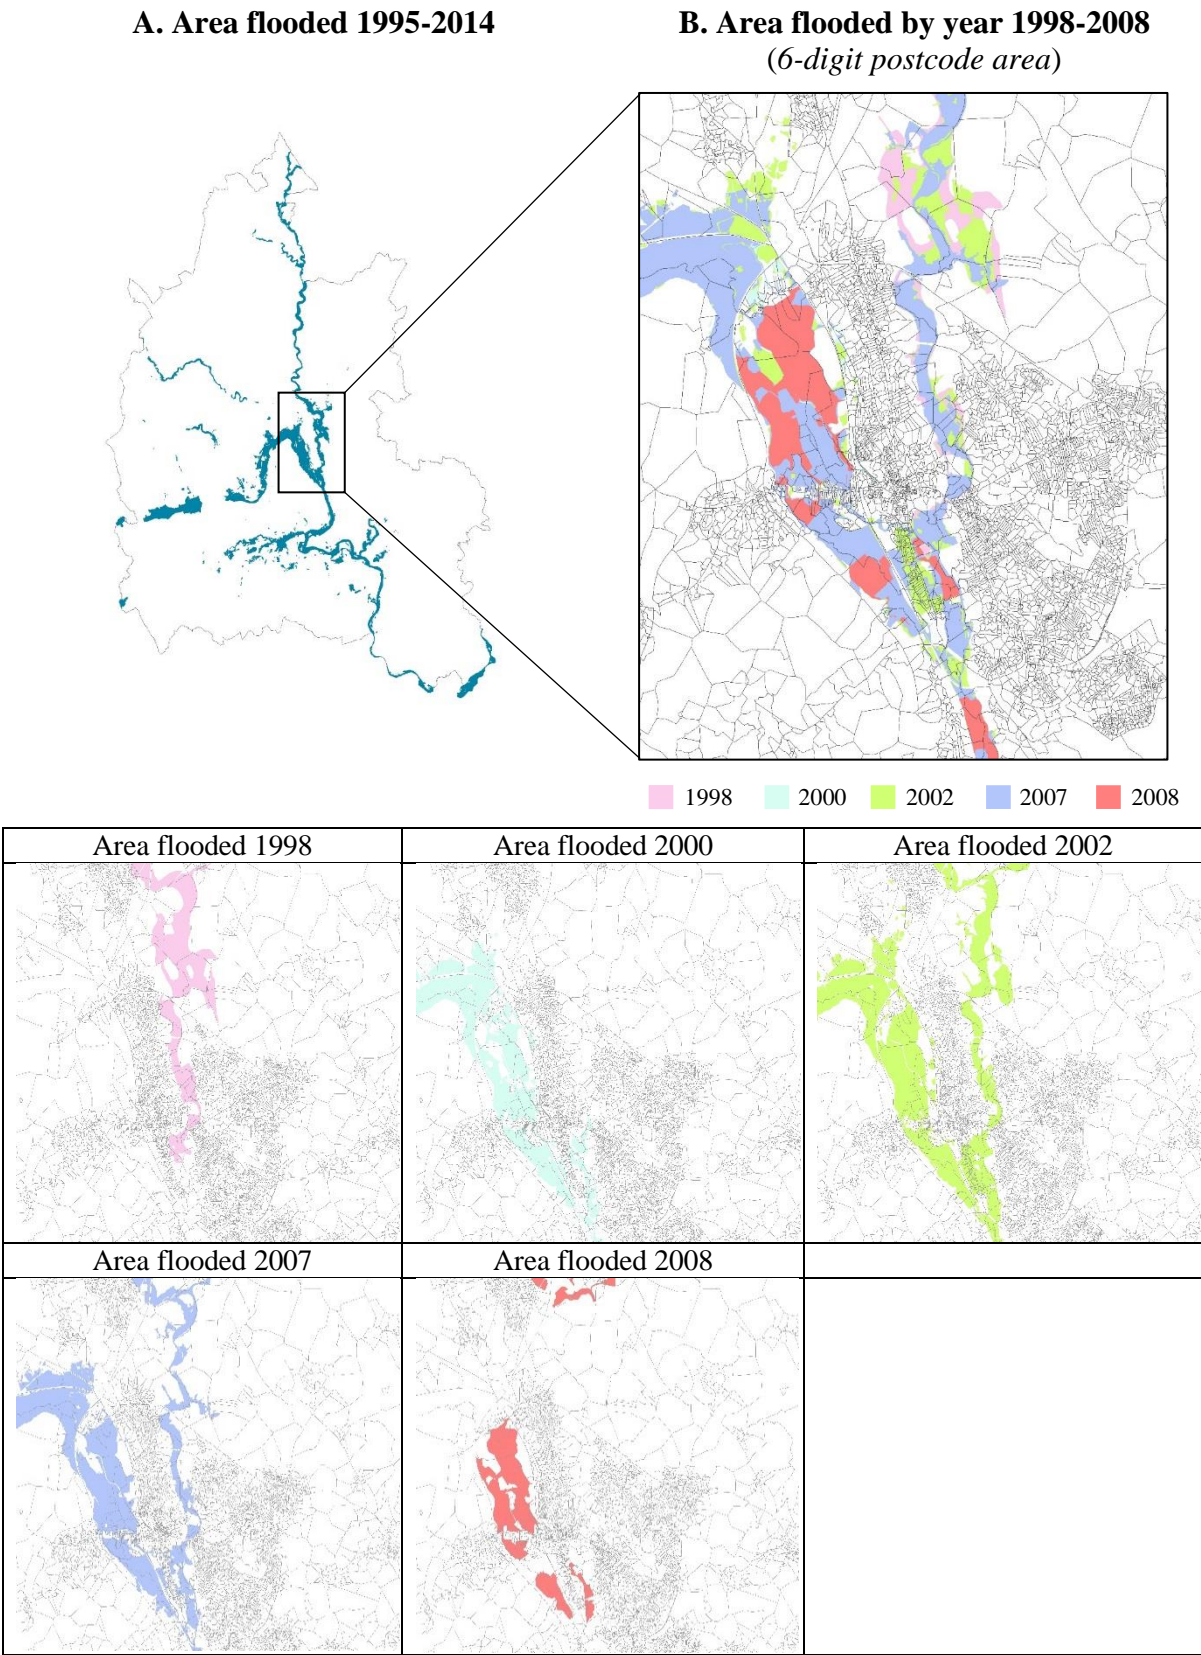 A. Area flooded 1995-2014
B. Area flooded by year 1998-2008
(6-digit postcode area)
1998 2000 2002 2007 2008
Area flooded 1998
Area flooded 2000
Area flooded 2002
Area flooded 2007
Area flooded 2008